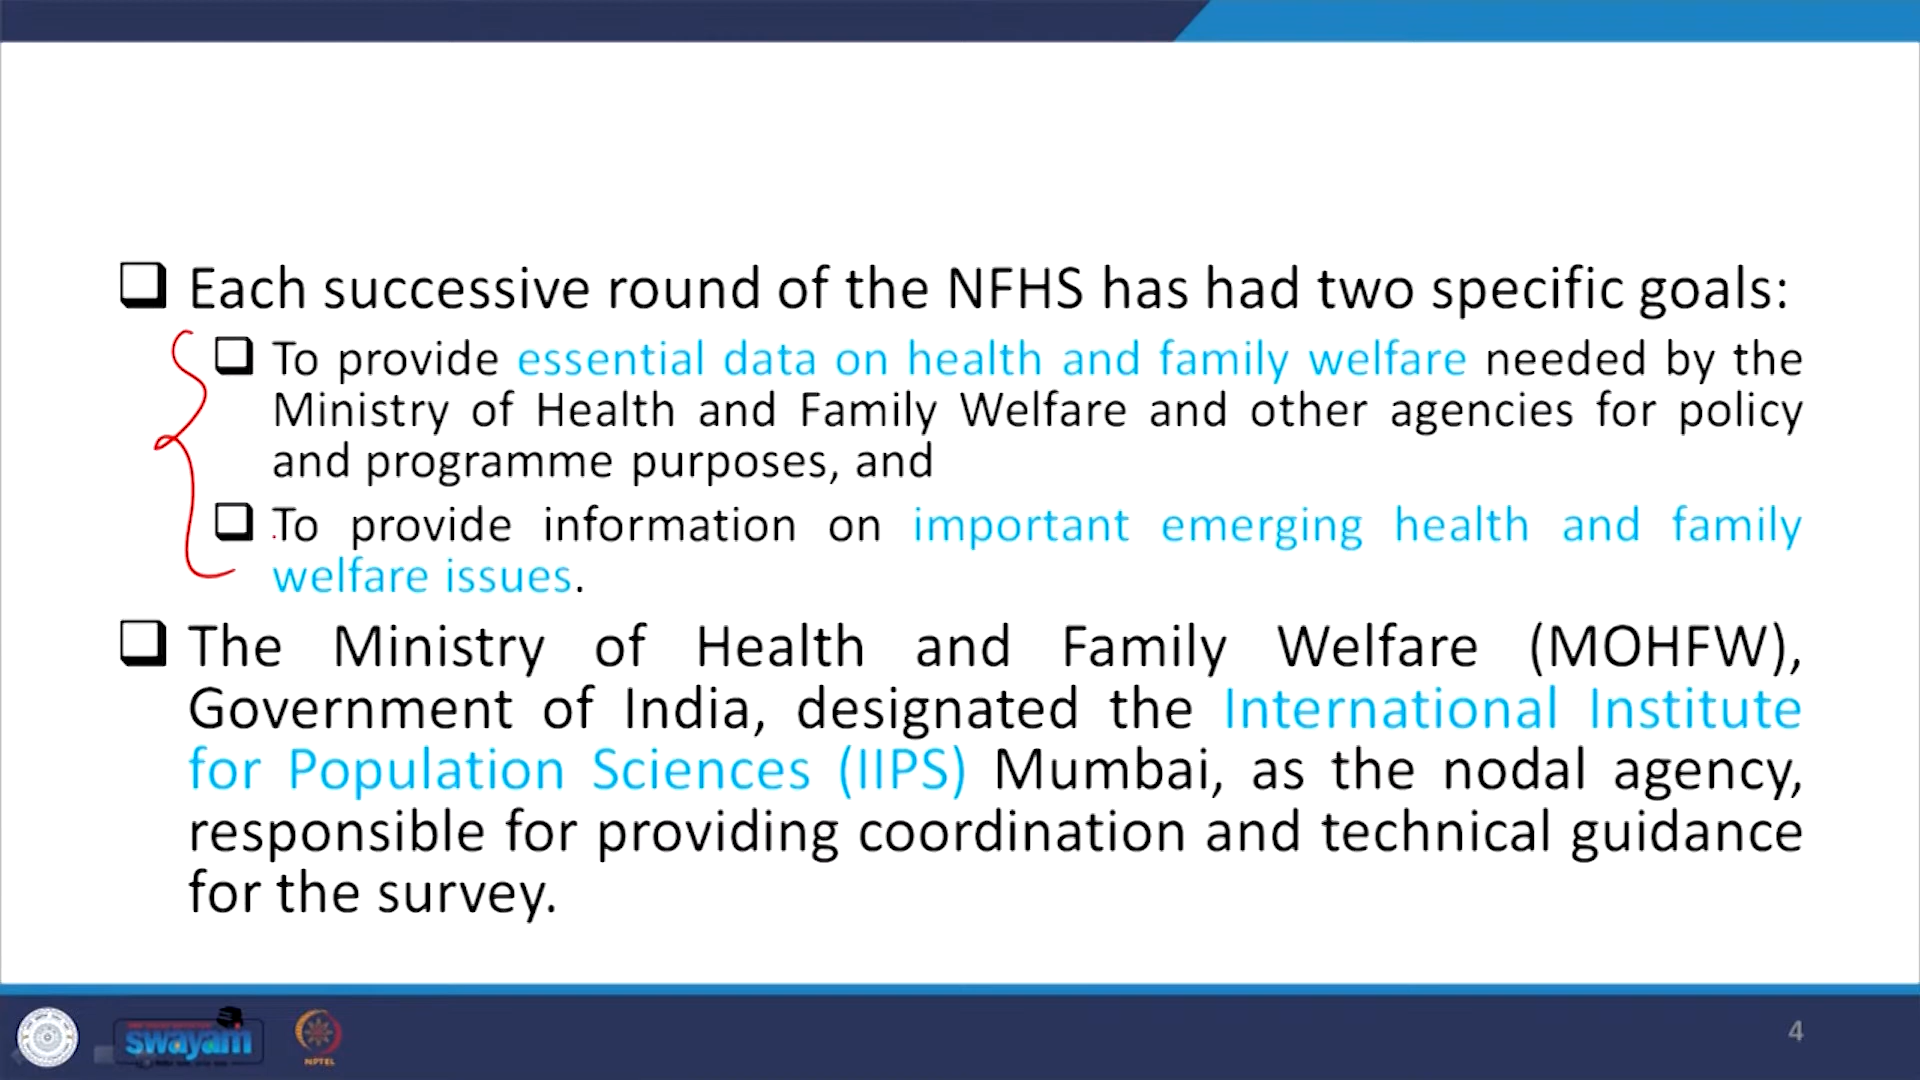 Each successive round of the NFHS has had two specific goals:
To provide essential data on health and family welfare needed by the
Ministry of Health and Family Welfare and other agencies for policy
and programme purposes, and
To provide information on important emerging health and family
welfare issues.
The Ministry of Health and Family Welfare (MOHFW),
Government of India, designated the International Institute
for Population Sciences (IIPS) Mumbai, as the nodal agency,
responsible for providing coordination and technical guidance
for the survey.
swayam
NPTEL
4